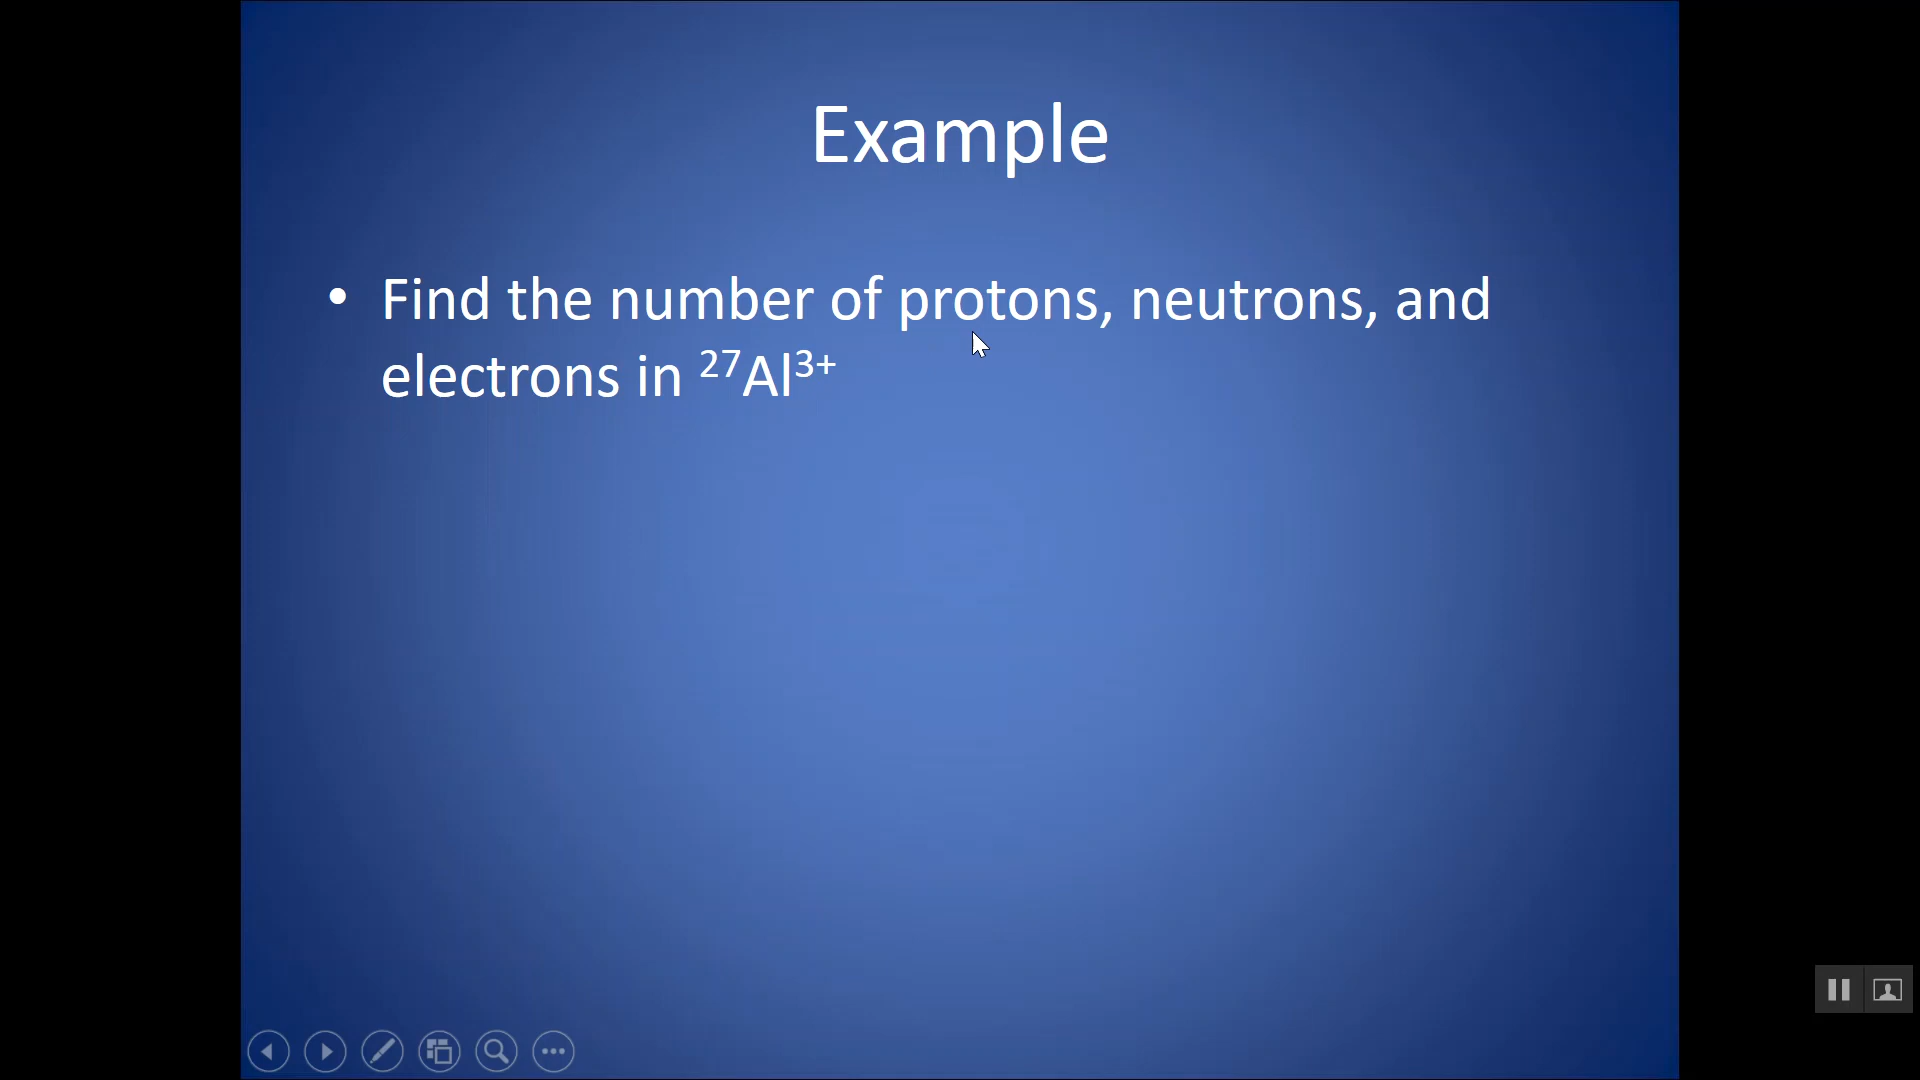 Example
• Find the number of protons, neutrons, and
electrons in ²⁷Al³⁺